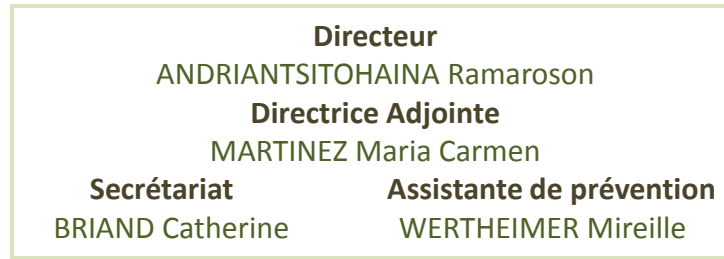 Directeur
ANDRIANTSITOHAINA Ramaroson
Directrice Adjointe
MARTINEZ Maria Carmen
Secrétariat Assistante de prévention
BRIAND Catherine WERTHEIMER Mireille